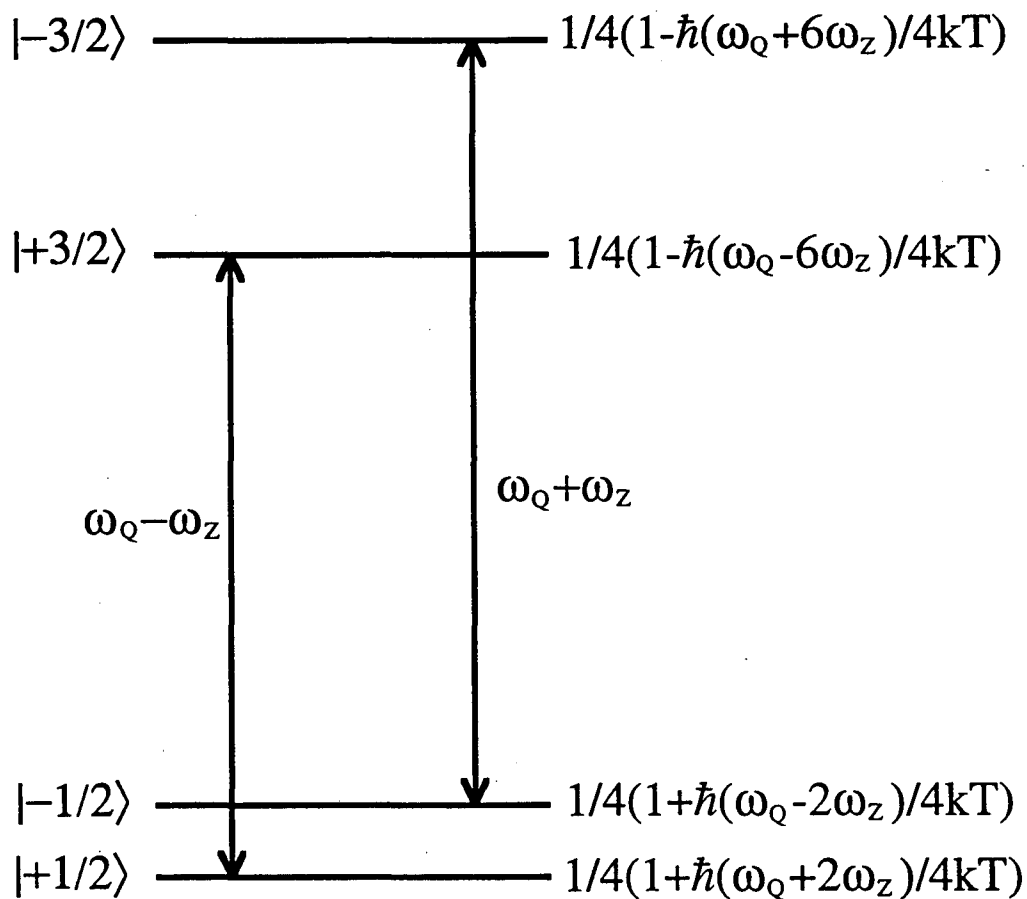 |−3/2⟩ 1/4(1-ℏ(ω_Q+6ω_Z)/4kT)
|+3/2⟩ 1/4(1-ℏ(ω_Q-6ω_Z)/4kT)
ω_Q+ω_Z
ω_Q−ω_Z
|−1/2⟩ 1/4(1+ℏ(ω_Q-2ω_Z)/4kT)
|+1/2⟩ 1/4(1+ℏ(ω_Q+2ω_Z)/4kT)